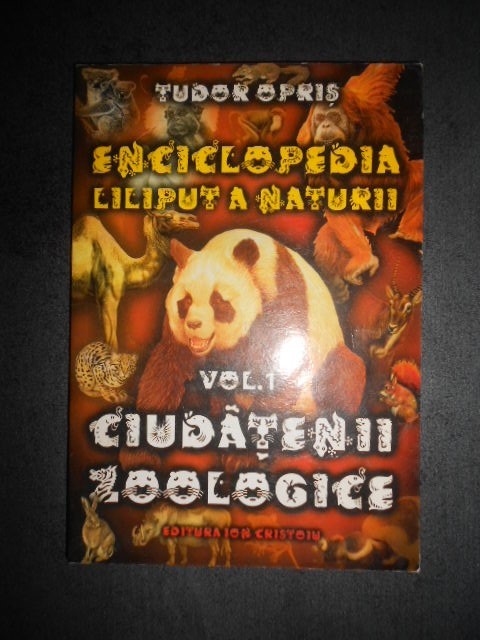 TUDOR OPRIȘ
ENCICLOPEDIA
LILIPUT A NATURII
VOL.1
CIUDĂȚENII
ZOOLOGICE
EDITURA ION CRISTOIU